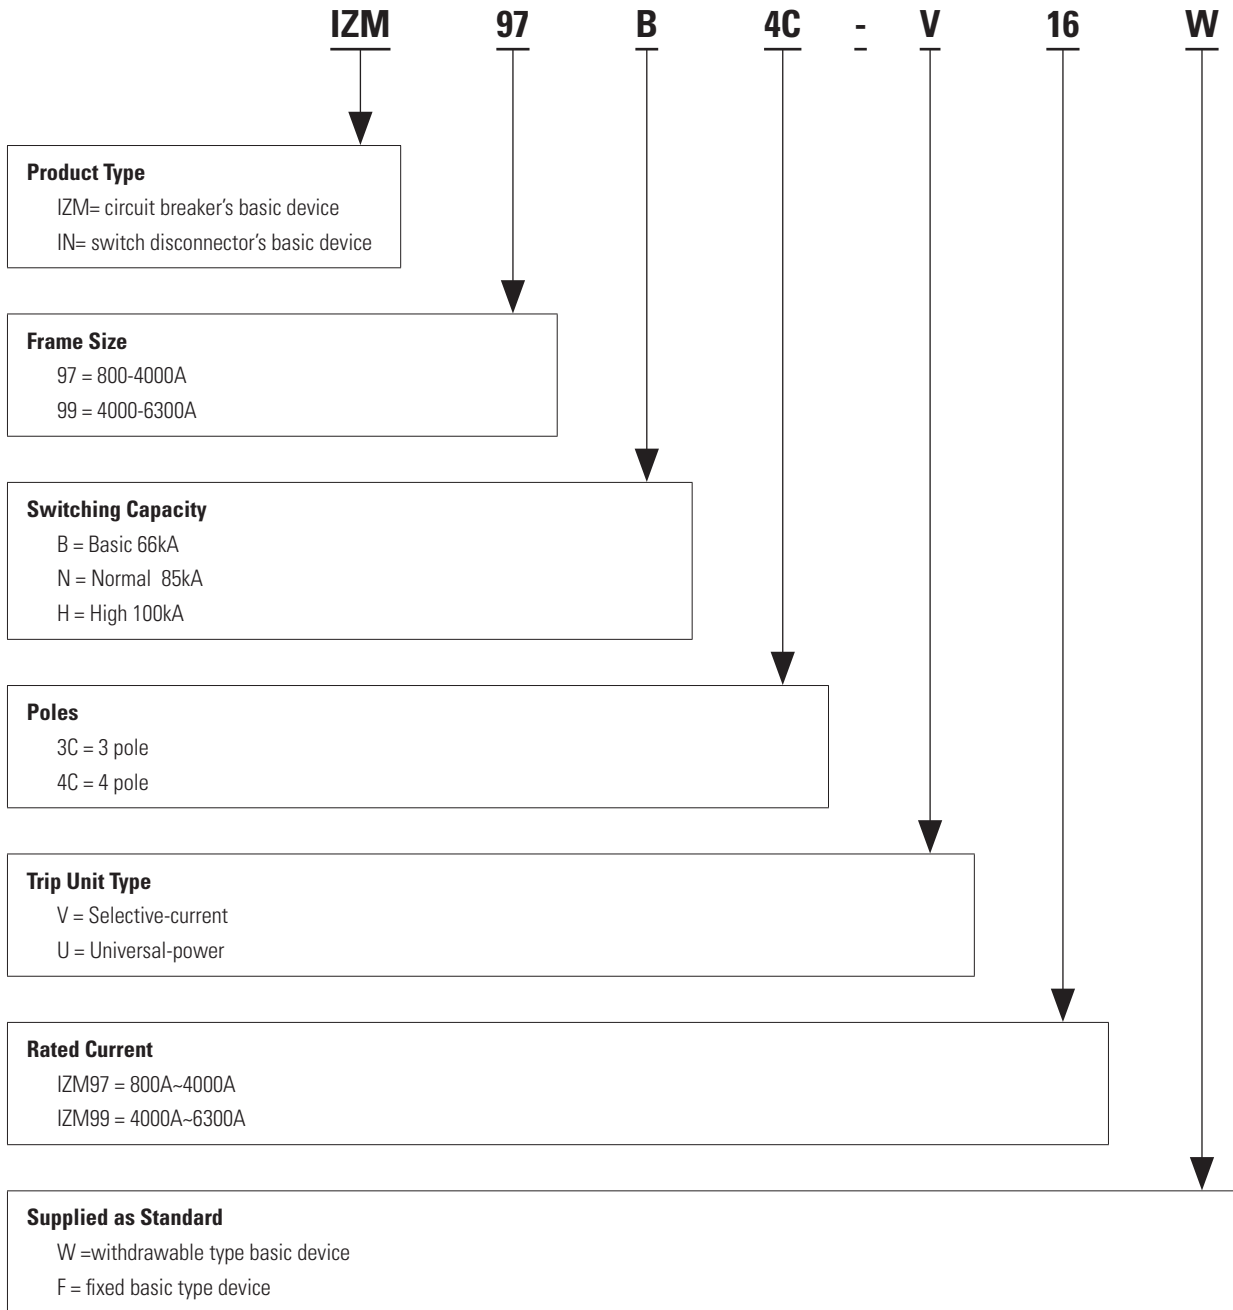 IZM 97 B 4C - V 16 W
Product Type
IZM= circuit breaker's basic device
IN= switch disconnector's basic device
Frame Size
97 = 800-4000A
99 = 4000-6300A
Switching Capacity
B = Basic 66kA
N = Normal  85kA
H = High 100kA
Poles
3C = 3 pole
4C = 4 pole
Trip Unit Type
V = Selective-current
U = Universal-power
Rated Current
IZM97 = 800A~4000A
IZM99 = 4000A~6300A
Supplied as Standard
W =withdrawable type basic device
F = fixed basic type device